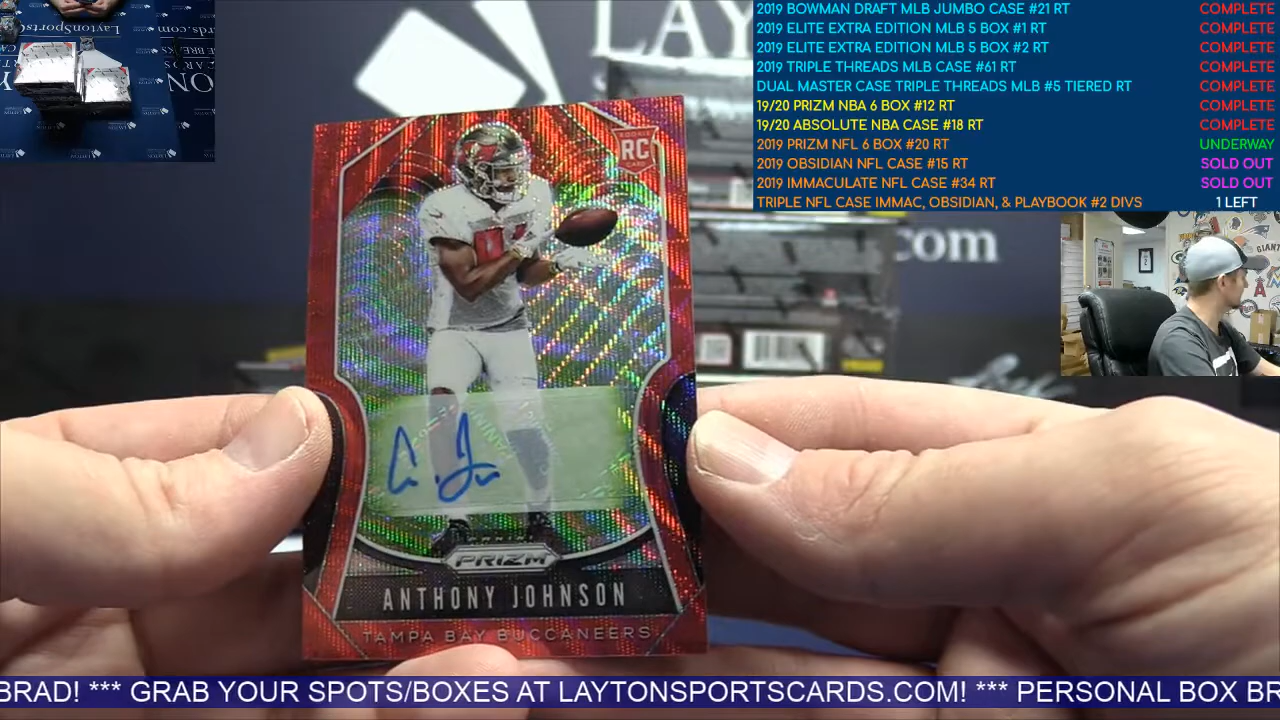 LAY
2019 BOWMAN DRAFT MLB JUMBO CASE #21 RT COMPLETE
2019 ELITE EXTRA EDITION MLB 5 BOX #1 RT COMPLETE
2019 ELITE EXTRA EDITION MLB 5 BOX #2 RT COMPLETE
2019 TRIPLE THREADS MLB CASE #61 RT COMPLETE
DUAL MASTER CASE TRIPLE THREADS MLB #5 TIERED RT COMPLETE
19/20 PRIZM NBA 6 BOX #12 RT COMPLETE
19/20 ABSOLUTE NBA CASE #18 RT COMPLETE
2019 PRIZM NFL 6 BOX #20 RT UNDERWAY
2019 OBSIDIAN NFL CASE #15 RT SOLD OUT
2019 IMMACULATE NFL CASE #34 RT SOLD OUT
TRIPLE NFL CASE IMMAC, OBSIDIAN, & PLAYBOOK #2 DIVS 1 LEFT
ROOKIE
RC
CARD
com
GIANT
PRIZM
ANTHONY JOHNSON
TAMPA BAY BUCCANEERS
BRAD! *** GRAB YOUR SPOTS/BOXES AT LAYTONSPORTSCARDS.COM! *** PERSONAL BOX BR